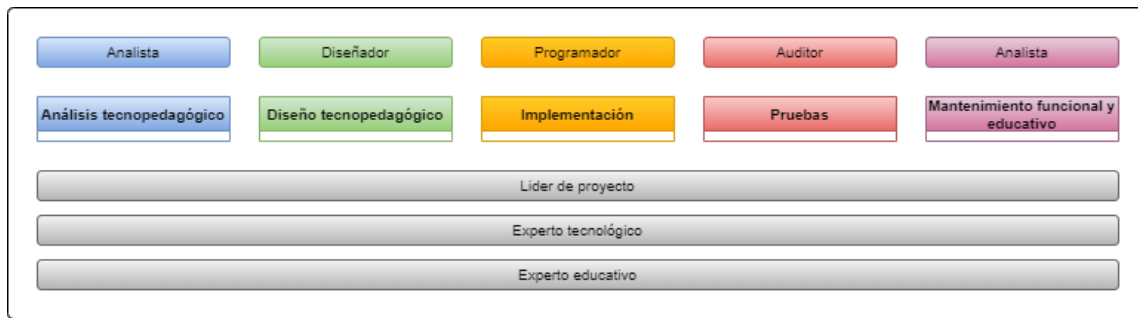 Analista
Diseñador
Programador
Auditor
Analista
Análisis tecnopedagógico
Diseño tecnopedagógico
Implementación
Pruebas
Mantenimiento funcional y
educativo
Lider de proyecto
Experto tecnológico
Experto educativo